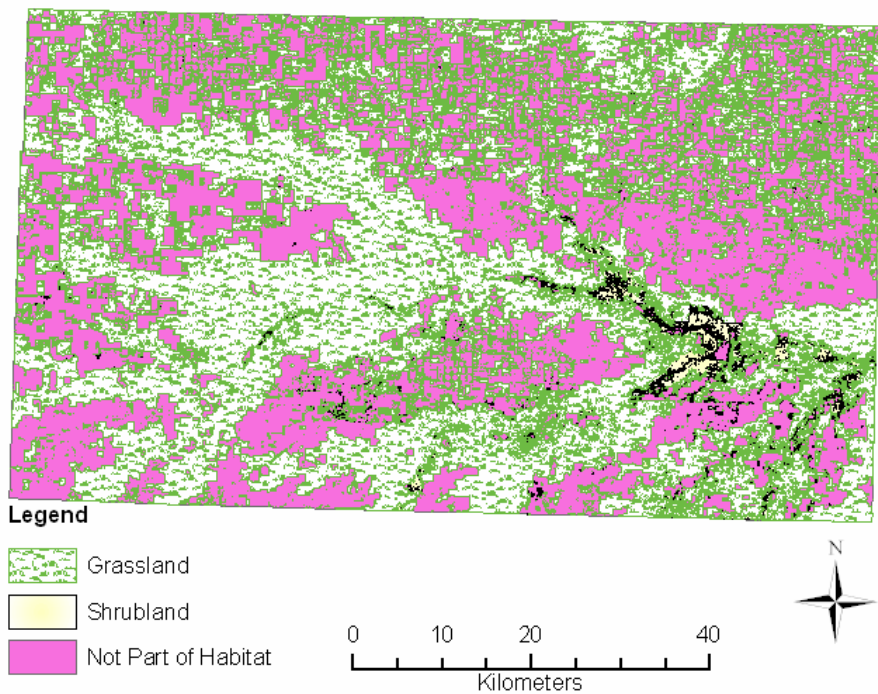 Legend
Grassland
Shrubland
Not Part of Habitat
N
0 10 20 40
Kilometers